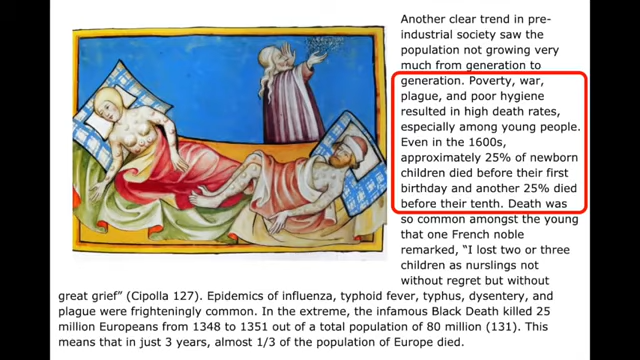 Another clear trend in pre-
industrial society saw the
population not growing very
much from generation to
generation. Poverty, war,
plague, and poor hygiene
resulted in high death rates,
especially among young people.
Even in the 1600s,
approximately 25% of newborn
children died before their first
birthday and another 25% died
before their tenth. Death was
so common amongst the young
that one French noble
remarked, “I lost two or three
children as nurslings not
without regret but without
great grief” (Cipolla 127). Epidemics of influenza, typhoid fever, typhus, dysentery, and
plague were frighteningly common. In the extreme, the infamous Black Death killed 25
million Europeans from 1348 to 1351 out of a total population of 80 million (131). This
means that in just 3 years, almost 1/3 of the population of Europe died.